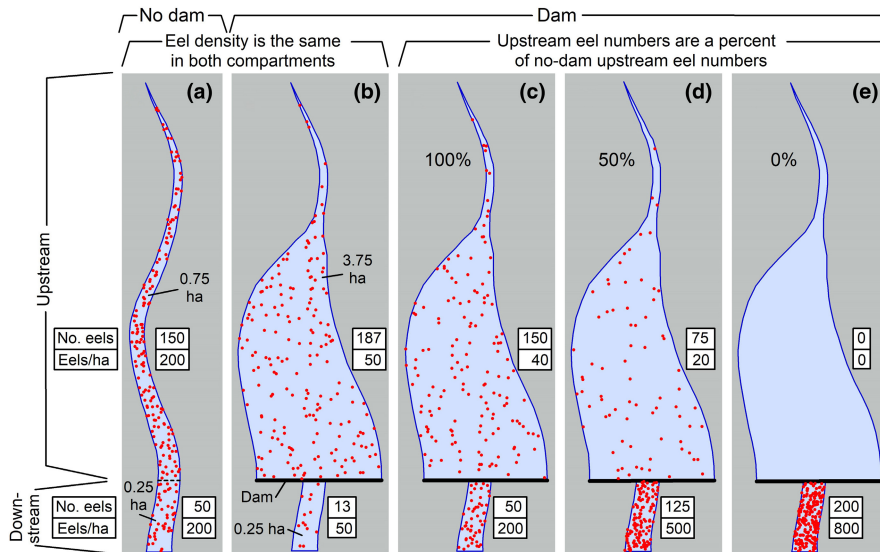 No dam
Dam
Eel density is the same
in both compartments
Upstream eel numbers are a percent
of no-dam upstream eel numbers
(a)
(b)
(c)
(d)
(e)
100%
50%
0%
Upstream
0.75
ha
3.75
ha
No. eels
150
187
150
75
0
Eels/ha
200
50
40
20
0
Down-
stream
0.25
ha
Dam
No. eels
50
13
50
125
200
Eels/ha
200
0.25 ha
50
200
500
800